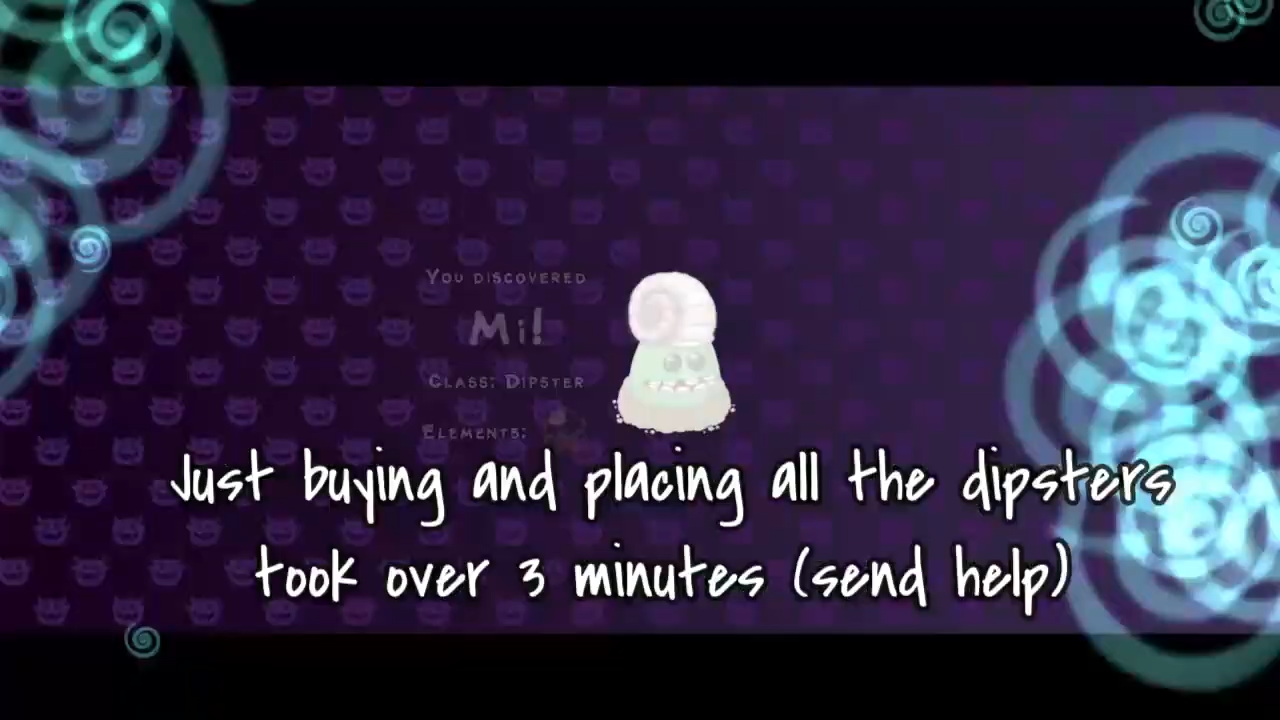 You discovered
Mi!
Class: Dipster
Elements:
Just buying and placing all the dipsters
took over 3 minutes (send help)